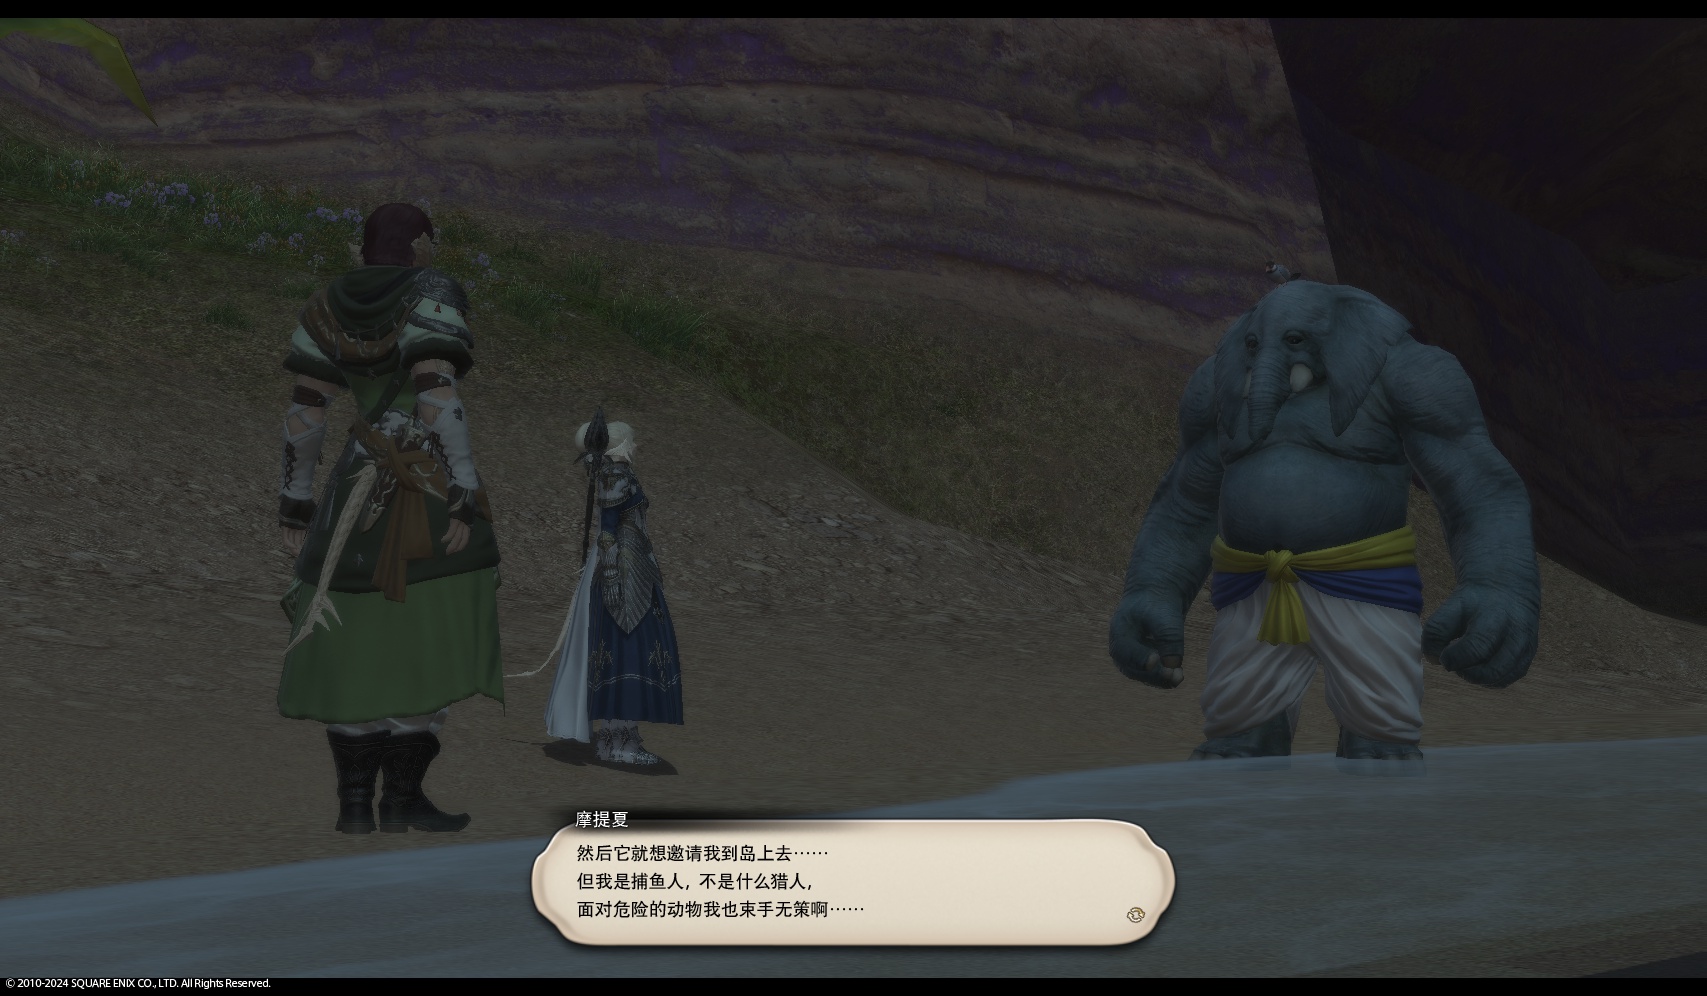 摩提夏
然后它就想邀请我到岛上去……
但我是捕鱼人，不是什么猎人，
面对危险的动物我也束手无策啊……
© 2010-2024 SQUARE ENIX CO., LTD. All Rights Reserved.